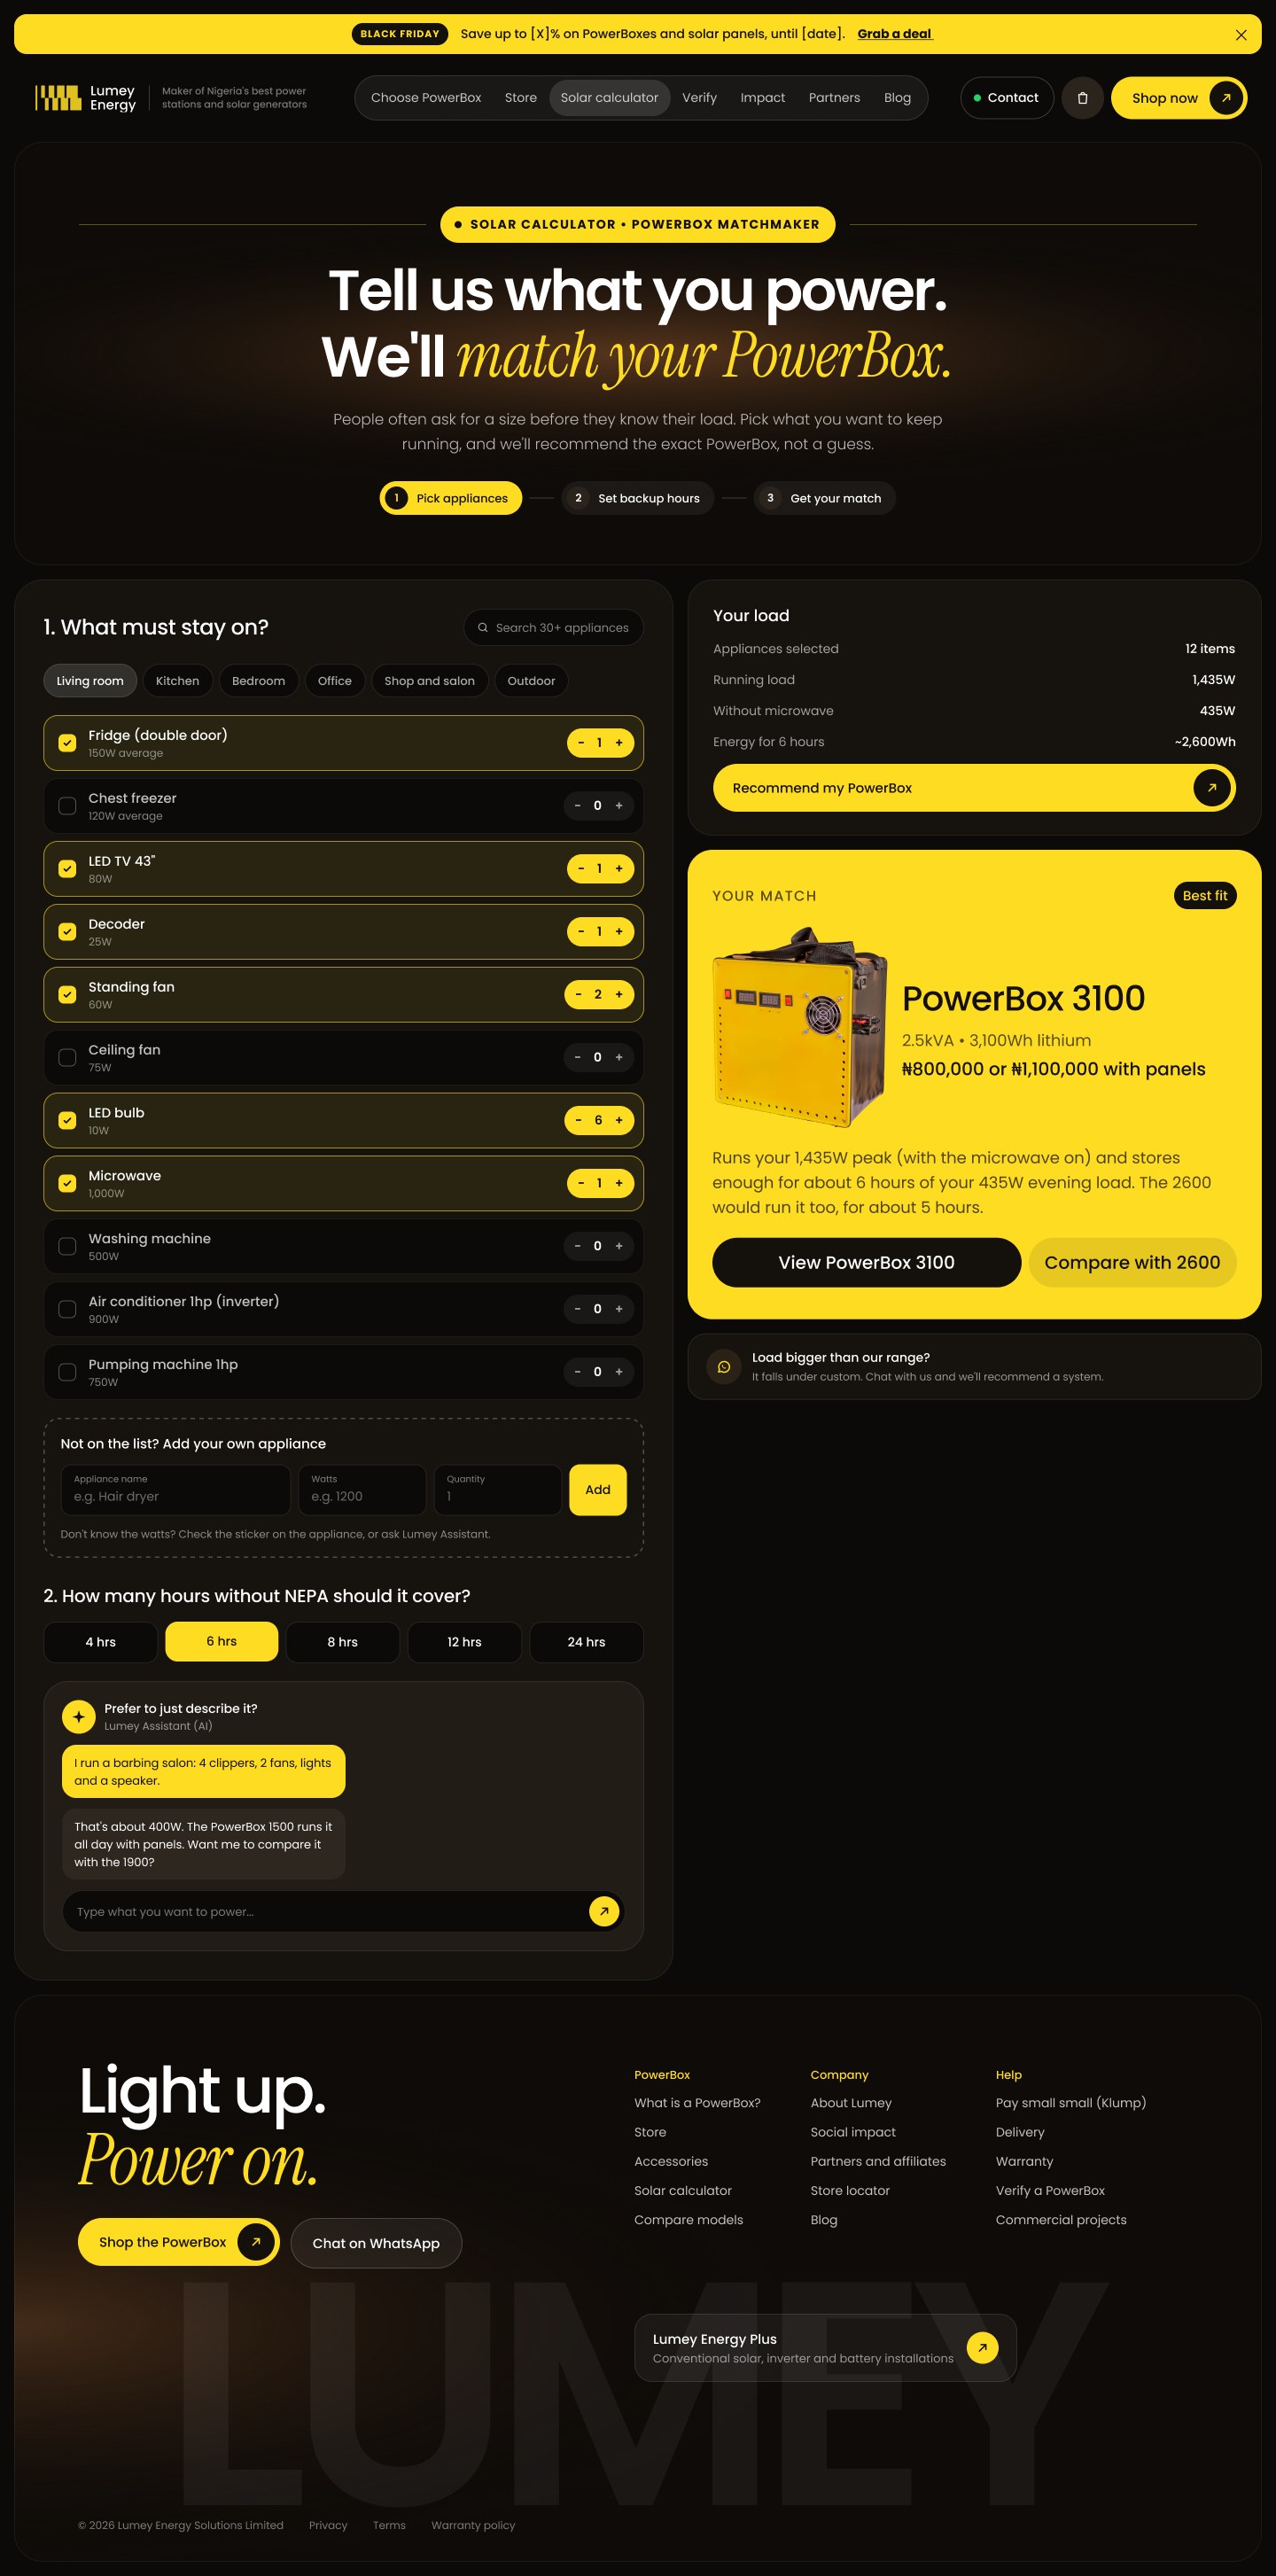 BLACK FRIDAY Save up to [X]% on PowerBoxes and solar panels, until [date]. Grab a deal
Lumey
Energy
Maker of Nigeria's best power
stations and solar generators
Choose PowerBox Store Solar calculator Verify Impact Partners Blog
Contact
Shop now
SOLAR CALCULATOR • POWERBOX MATCHMAKER
Tell us what you power.
We'll match your PowerBox.
People often ask for a size before they know their load. Pick what you want to keep
running, and we'll recommend the exact PowerBox, not a guess.
1 Pick appliances 2 Set backup hours 3 Get your match
1. What must stay on?
Search 30+ appliances
Living room Kitchen Bedroom Office Shop and salon Outdoor
Fridge (double door)
150W average
- 1 +
Chest freezer
120W average
- 0 +
LED TV 43"
80W
- 1 +
Decoder
25W
- 1 +
Standing fan
60W
- 2 +
Ceiling fan
75W
- 0 +
LED bulb
10W
- 6 +
Microwave
1,000W
- 1 +
Washing machine
500W
- 0 +
Air conditioner 1hp (inverter)
900W
- 0 +
Pumping machine 1hp
750W
- 0 +
Not on the list? Add your own appliance
Appliance name
e.g. Hair dryer
Watts
e.g. 1200
Quantity
1
Add
Don't know the watts? Check the sticker on the appliance, or ask Lumey Assistant.
2. How many hours without NEPA should it cover?
4 hrs 6 hrs 8 hrs 12 hrs 24 hrs
Prefer to just describe it?
Lumey Assistant (AI)
I run a barbing salon: 4 clippers, 2 fans, lights
and a speaker.
That's about 400W. The PowerBox 1500 runs it
all day with panels. Want me to compare it
with the 1900?
Type what you want to power...
Your load
Appliances selected 12 items
Running load 1,435W
Without microwave 435W
Energy for 6 hours ~2,600Wh
Recommend my PowerBox
YOUR MATCH
Best fit
PowerBox 3100
2.5kVA • 3,100Wh lithium
₦800,000 or ₦1,100,000 with panels
Runs your 1,435W peak (with the microwave on) and stores
enough for about 6 hours of your 435W evening load. The 2600
would run it too, for about 5 hours.
View PowerBox 3100
Compare with 2600
Load bigger than our range?
It falls under custom. Chat with us and we'll recommend a system.
Light up.
Power on.
Shop the PowerBox
Chat on WhatsApp
PowerBox
What is a PowerBox?
Store
Accessories
Solar calculator
Compare models
Company
About Lumey
Social impact
Partners and affiliates
Store locator
Blog
Help
Pay small small (Klump)
Delivery
Warranty
Verify a PowerBox
Commercial projects
Lumey Energy Plus
Conventional solar, inverter and battery installations
LUMEY
© 2026 Lumey Energy Solutions Limited Privacy Terms Warranty policy